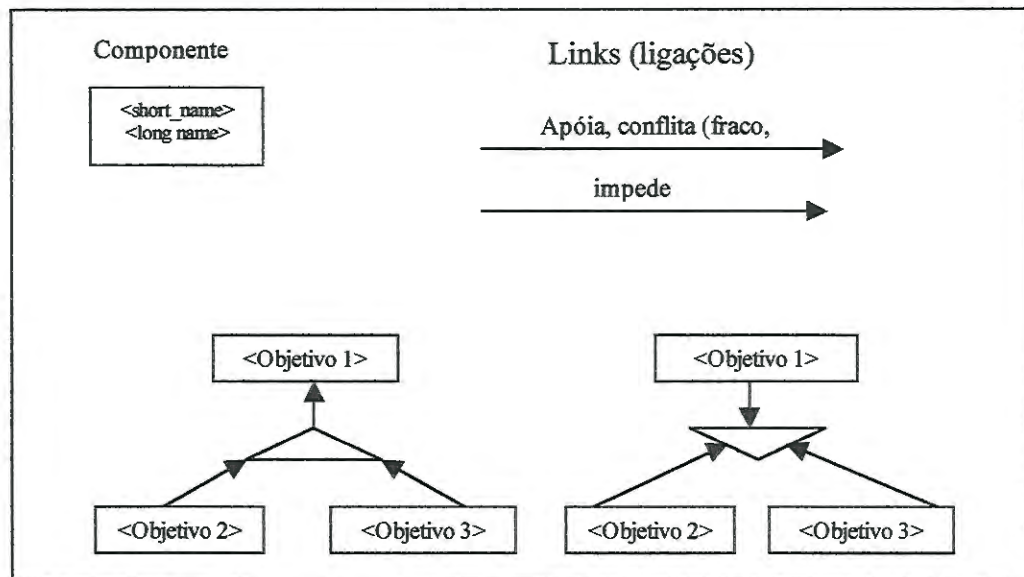 Componente
<short_name>
<long name>
Links (ligações)
Apóia, conflita (fraco,
impede
<Objetivo 1>
<Objetivo 1>
<Objetivo 2>
<Objetivo 3>
<Objetivo 2>
<Objetivo 3>